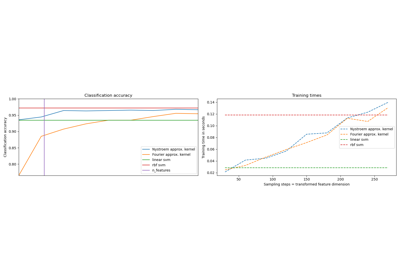 Classification accuracy
1.00
0.95
0.90
0.85
0.80
Classification accuracy
Nystroem approx. kernel
Fourier approx. kernel
linear svm
rbf svm
n_features
Training times
0.14
0.12
0.10
0.08
0.06
0.04
0.02
Training time in seconds
Nystroem approx. kernel
Fourier approx. kernel
linear svm
rbf svm
50
100
150
200
250
Sampling steps = transformed feature dimension